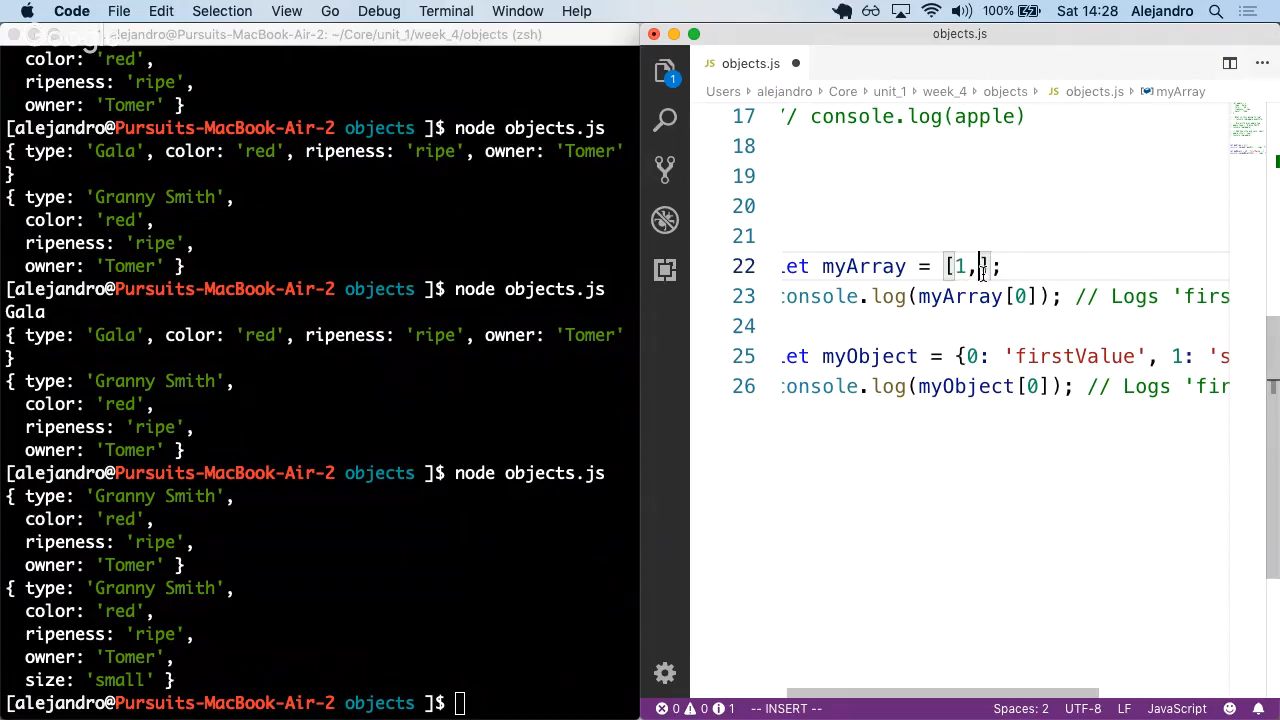 Code File Edit Selection View Go Debug Terminal Window Help 100% Sat 14:28 Alejandro
alejandro@Pursuits-MacBook-Air-2: ~/Core/unit_1/week_4/objects (zsh)
color: 'red',
ripeness: 'ripe',
owner: 'Tomer' }
[alejandro@Pursuits-MacBook-Air-2 objects ]$ node objects.js
{ type: 'Gala', color: 'red', ripeness: 'ripe', owner: 'Tomer'
}
{ type: 'Granny Smith',
color: 'red',
ripeness: 'ripe',
owner: 'Tomer' }
[alejandro@Pursuits-MacBook-Air-2 objects ]$ node objects.js
Gala
{ type: 'Gala', color: 'red', ripeness: 'ripe', owner: 'Tomer'
}
{ type: 'Granny Smith',
color: 'red',
ripeness: 'ripe',
owner: 'Tomer' }
[alejandro@Pursuits-MacBook-Air-2 objects ]$ node objects.js
{ type: 'Granny Smith',
color: 'red',
ripeness: 'ripe',
owner: 'Tomer' }
{ type: 'Granny Smith',
color: 'red',
ripeness: 'ripe',
owner: 'Tomer',
size: 'small' }
[alejandro@Pursuits-MacBook-Air-2 objects ]$
objects.js
JS objects.js
Users > alejandro > Core > unit_1 > week_4 > objects > JS objects.js > myArray
1
17 // console.log(apple)
18
19
20
21
22 let myArray = [1,];
23 console.log(myArray[0]); // Logs 'firs
24
25 let myObject = {0: 'firstValue', 1: 's
26 console.log(myObject[0]); // Logs 'fir
0 0 1 -- INSERT -- Spaces: 2 UTF-8 LF JavaScript